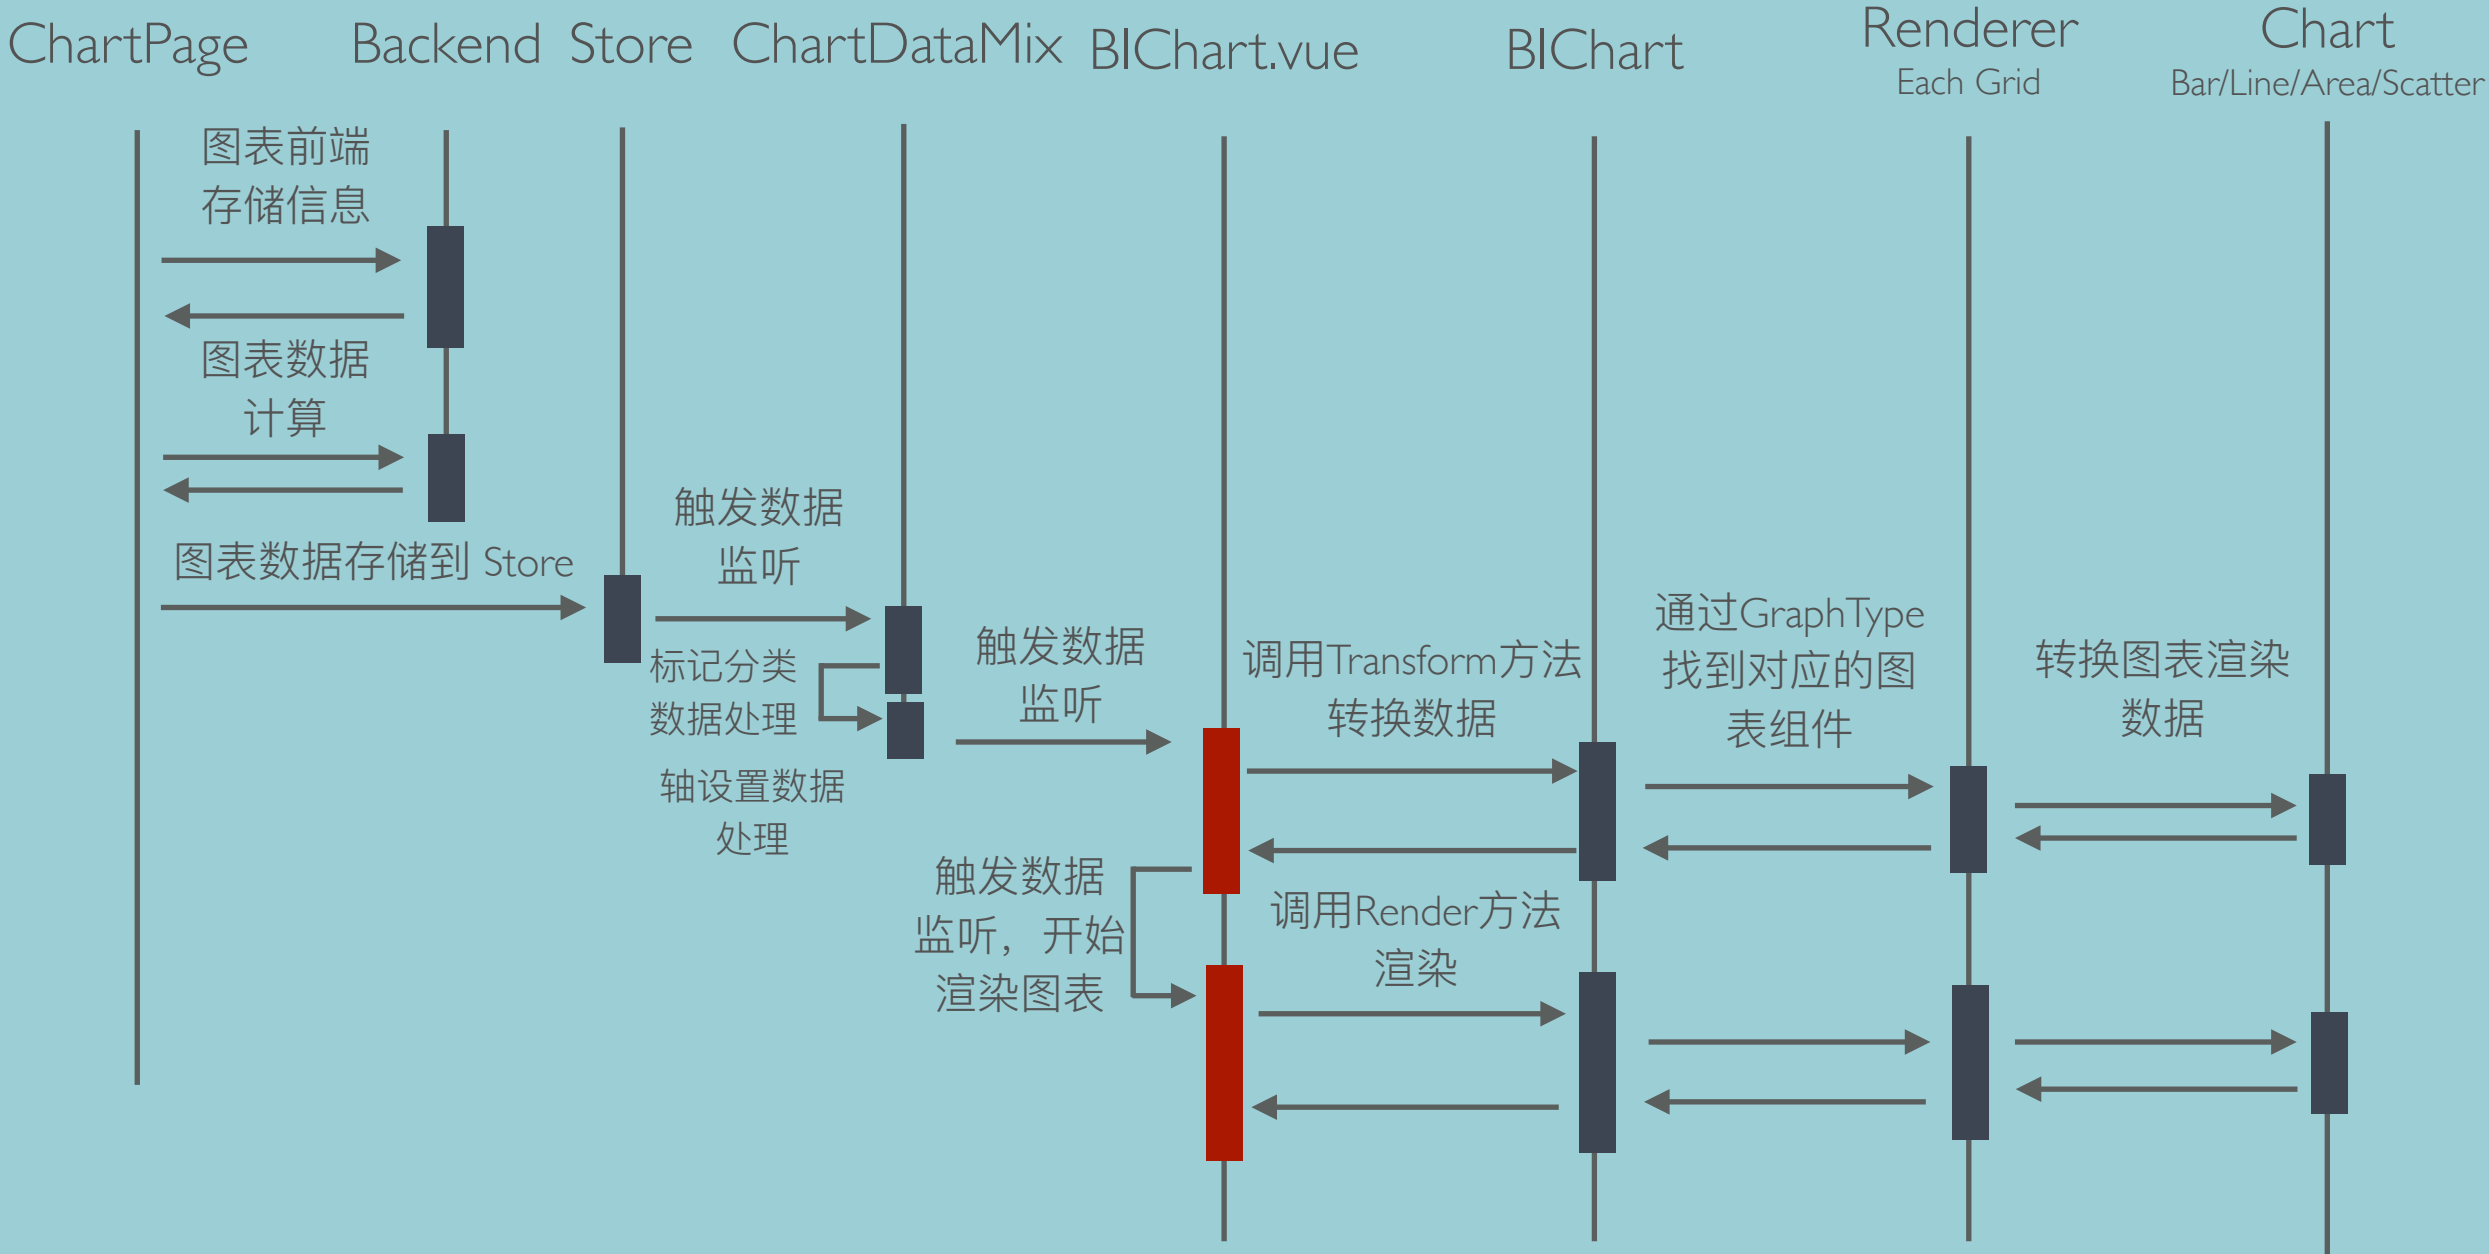 ChartPage
Backend
Store
ChartDataMix
BIChart.vue
BIChart
Renderer
Each Grid
Chart
Bar/Line/Area/Scatter
图表前端
存储信息
图表数据
计算
图表数据存储到 Store
触发数据
监听
标记分类
数据处理
轴设置数据
处理
触发数据
监听
调用Transform方法
转换数据
通过GraphType
找到对应的图
表组件
转换图表渲染
数据
触发数据
监听，开始
渲染图表
调用Render方法
渲染